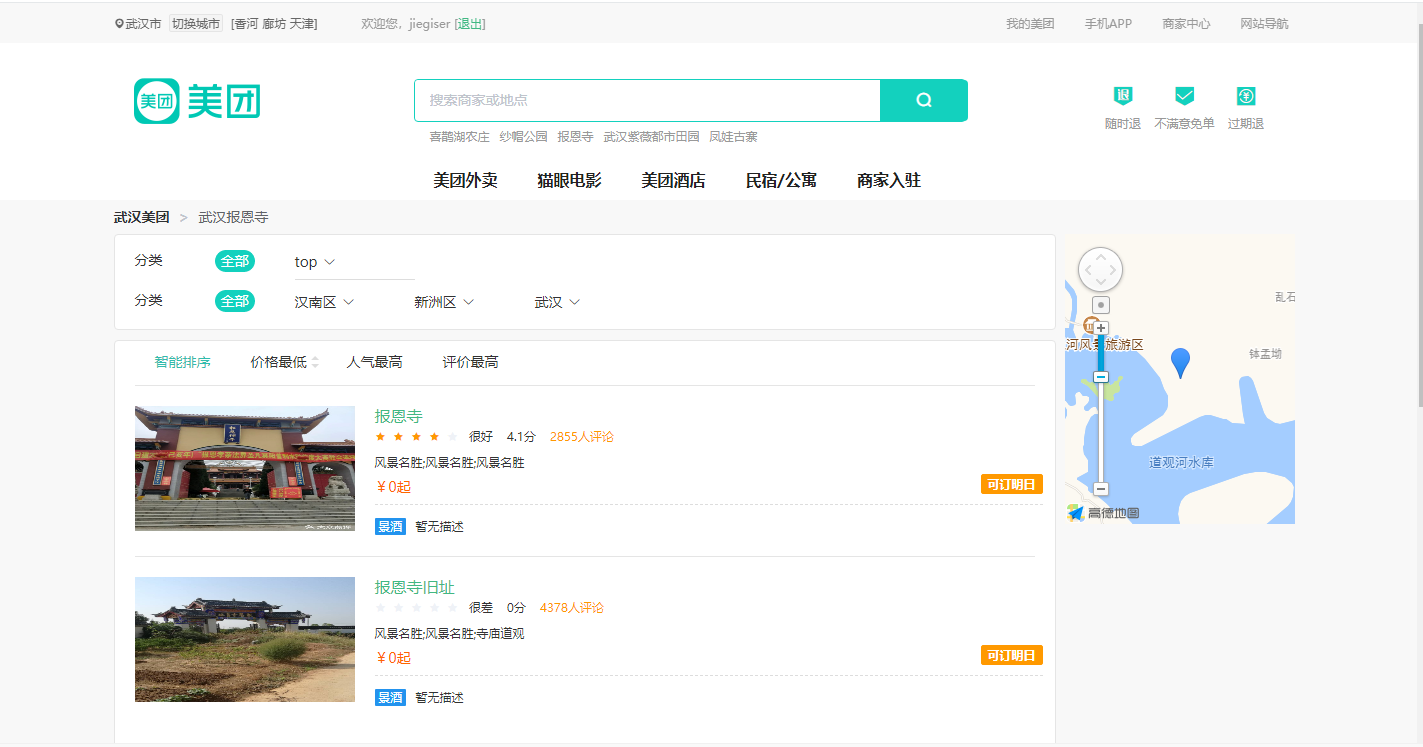 武汉市 切换城市 [香河 廊坊 天津] 欢迎您，jiegiser [退出] 我的美团 手机APP 商家中心 网站导航
美团 美团
搜索商家或地点
喜鹊湖农庄 纱帽公园 报恩寺 武汉紫薇都市田园 凤娃古寨
退
随时退 不满意免单 过期退
美团外卖 猫眼电影 美团酒店 民宿/公寓 商家入驻
武汉美团 > 武汉报恩寺
分类 全部 top
分类 全部 汉南区 新洲区 武汉
智能排序 价格最低 人气最高 评价最高
报恩寺
很好 4.1分 2855人评论
风景名胜;风景名胜;风景名胜
￥0起
可订明日
景酒 暂无描述
报恩寺旧址
很差 0分 4378人评论
风景名胜;风景名胜;寺庙道观
￥0起
可订明日
景酒 暂无描述
乱石
旅游区
钵盂坳
道观河水库
高德地图